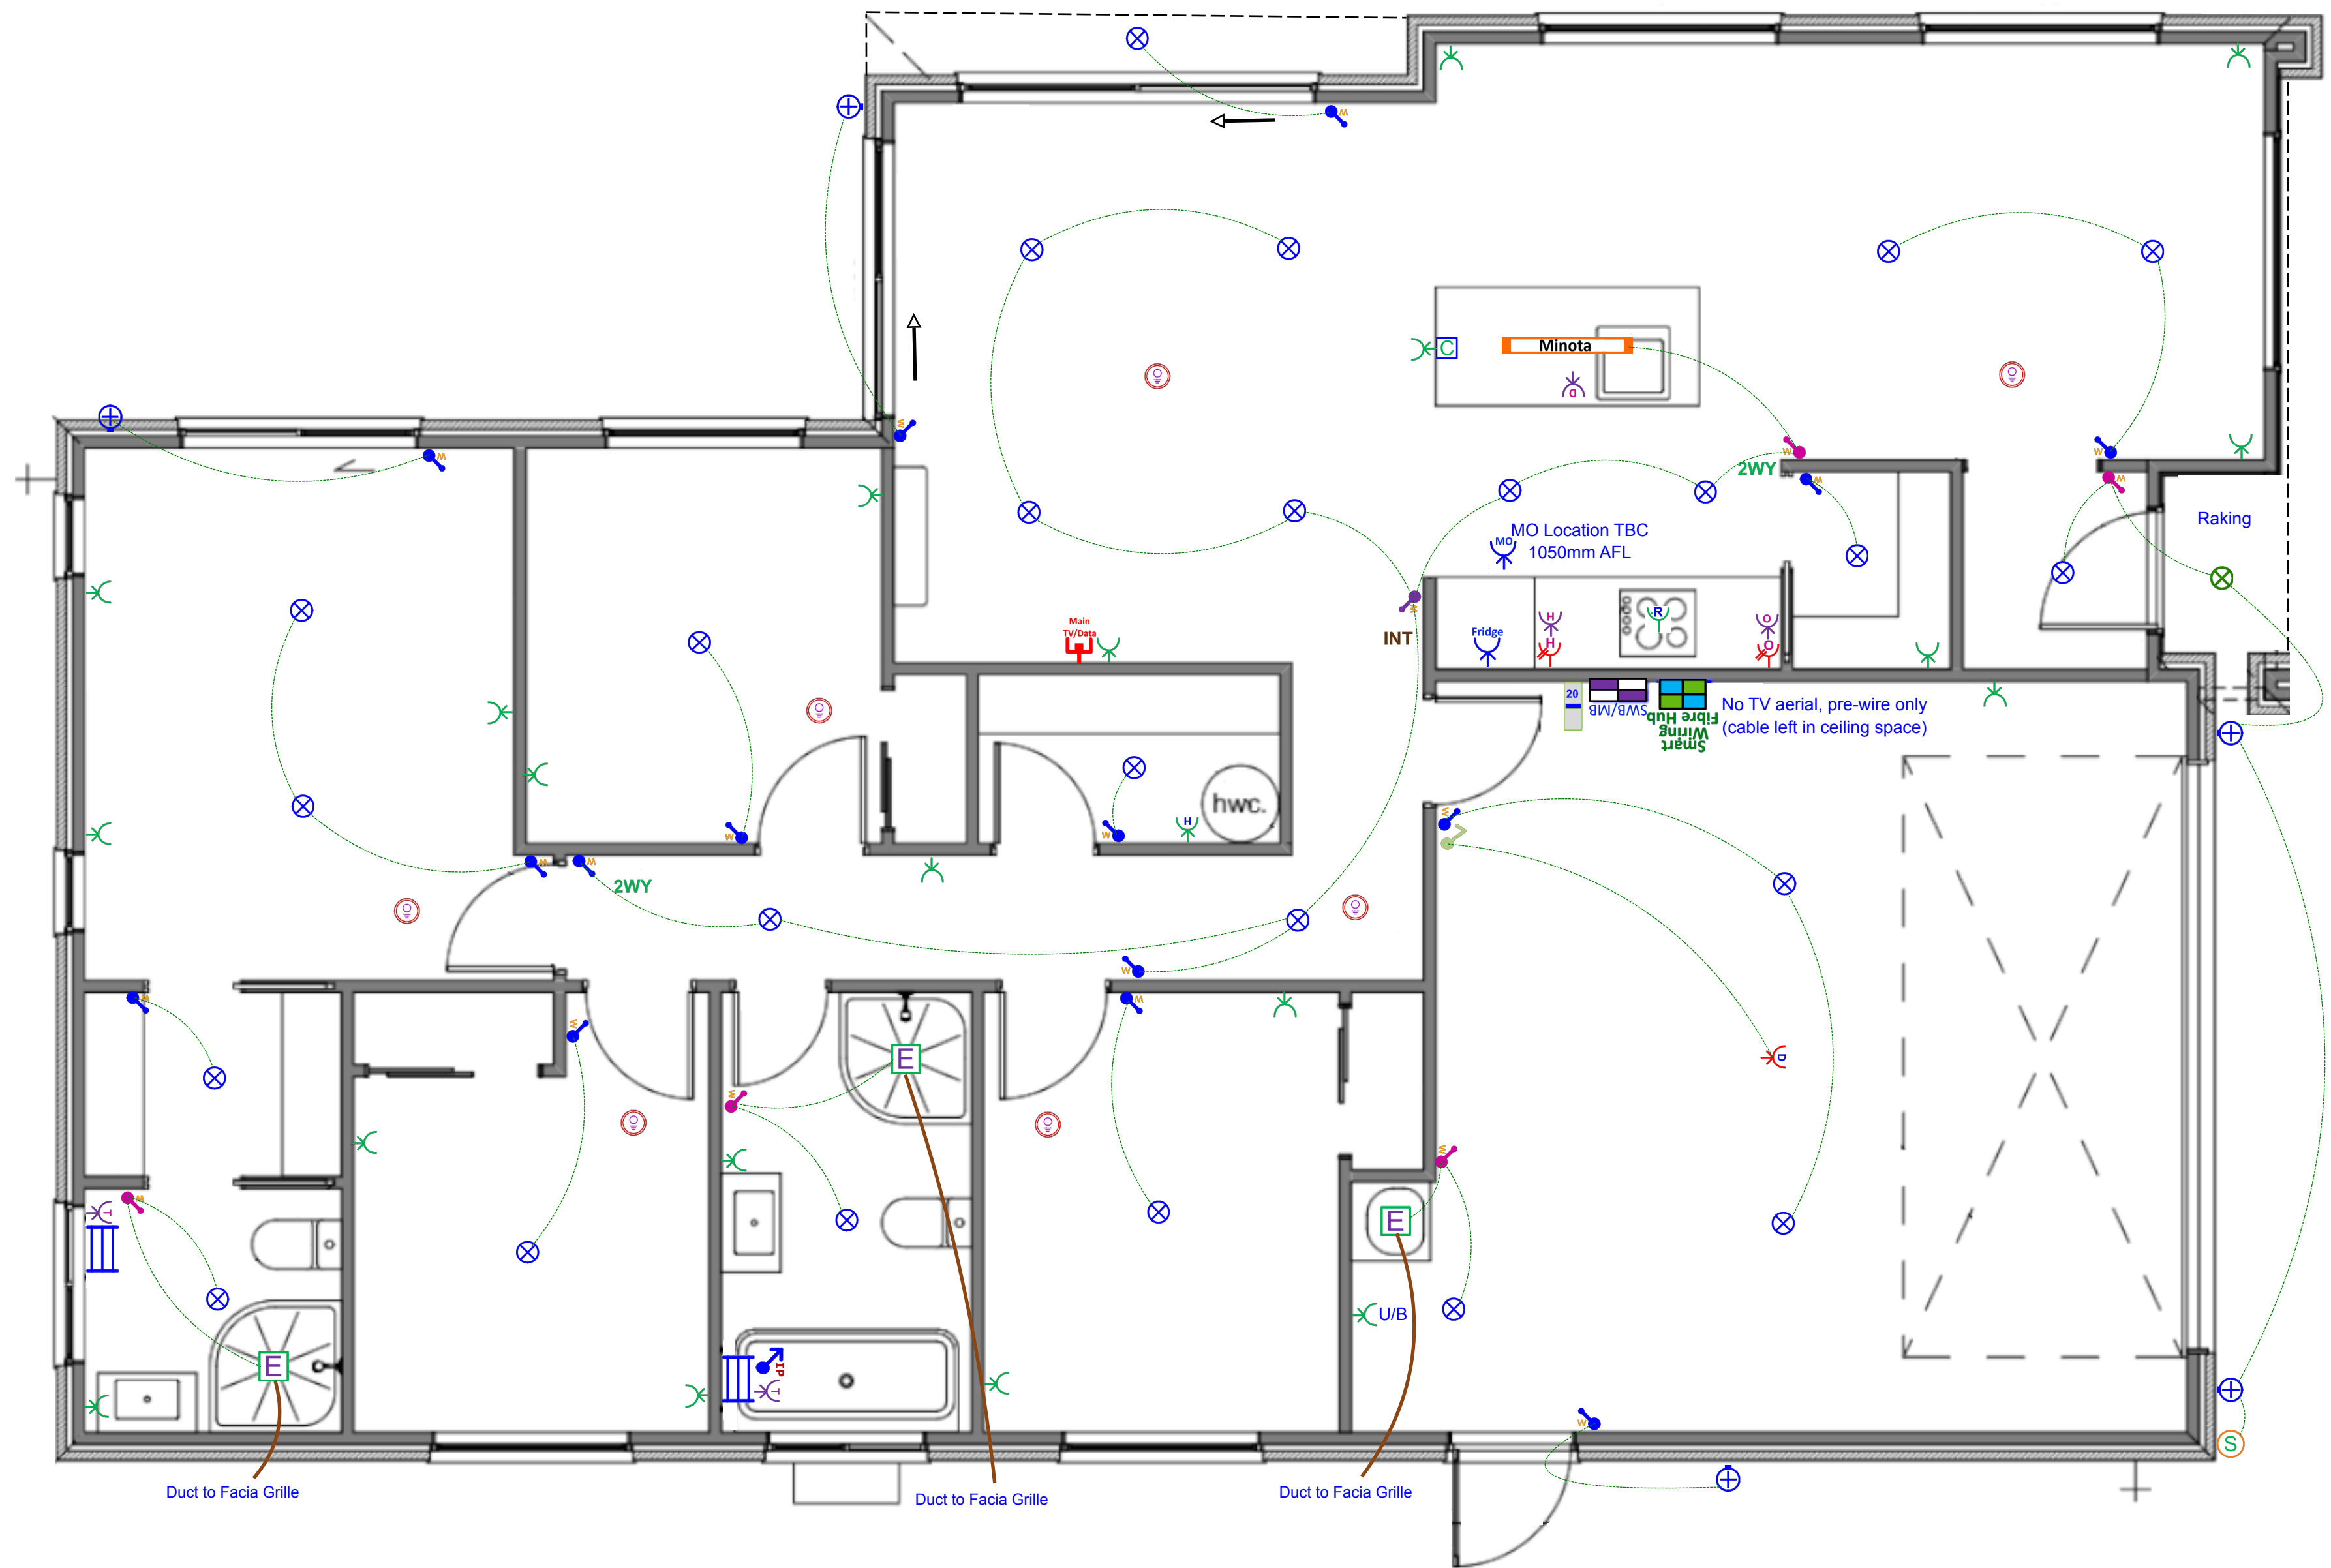 W
W
C
Minota
D
W
W
W
W
2WY
W
W
Raking
MO Location TBC
MO
1050mm AFL
Main
TV/Data
W
INT
Fridge
H
H
R
O
O
20
SWB/MB
Smart
Wiring
Fibre Hub
No TV aerial, pre-wire only
(cable left in ceiling space)
hwc.
H
W
W
W
W
W
2WY
W
W
W
W
E
D
W
W
W
T
E
U/B
E
IP
T
W
S
Duct to Facia Grille
Duct to Facia Grille
Duct to Facia Grille